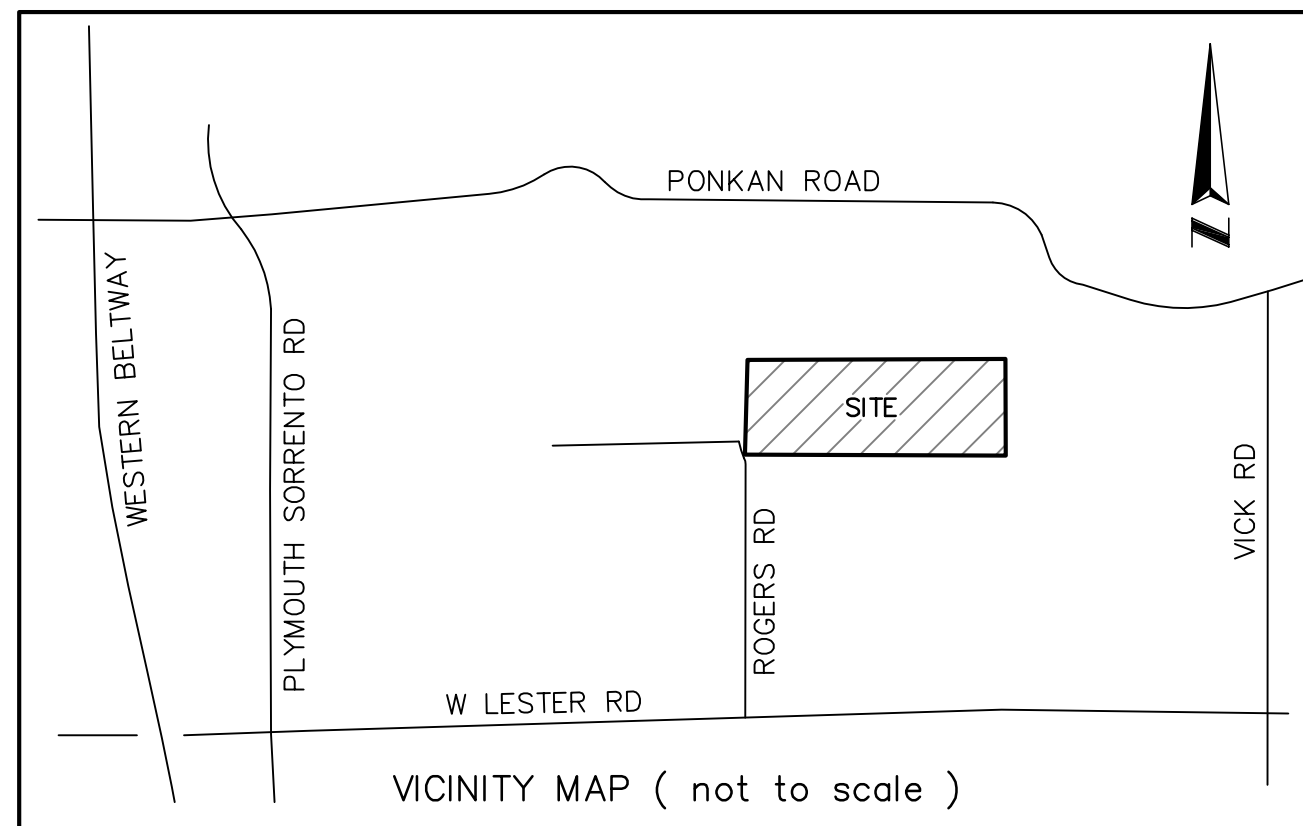 PONKAN ROAD
N
WESTERN BELTWAY
PLYMOUTH SORRENTO RD
SITE
VICK RD
ROGERS RD
W LESTER RD
VICINITY MAP ( not to scale )